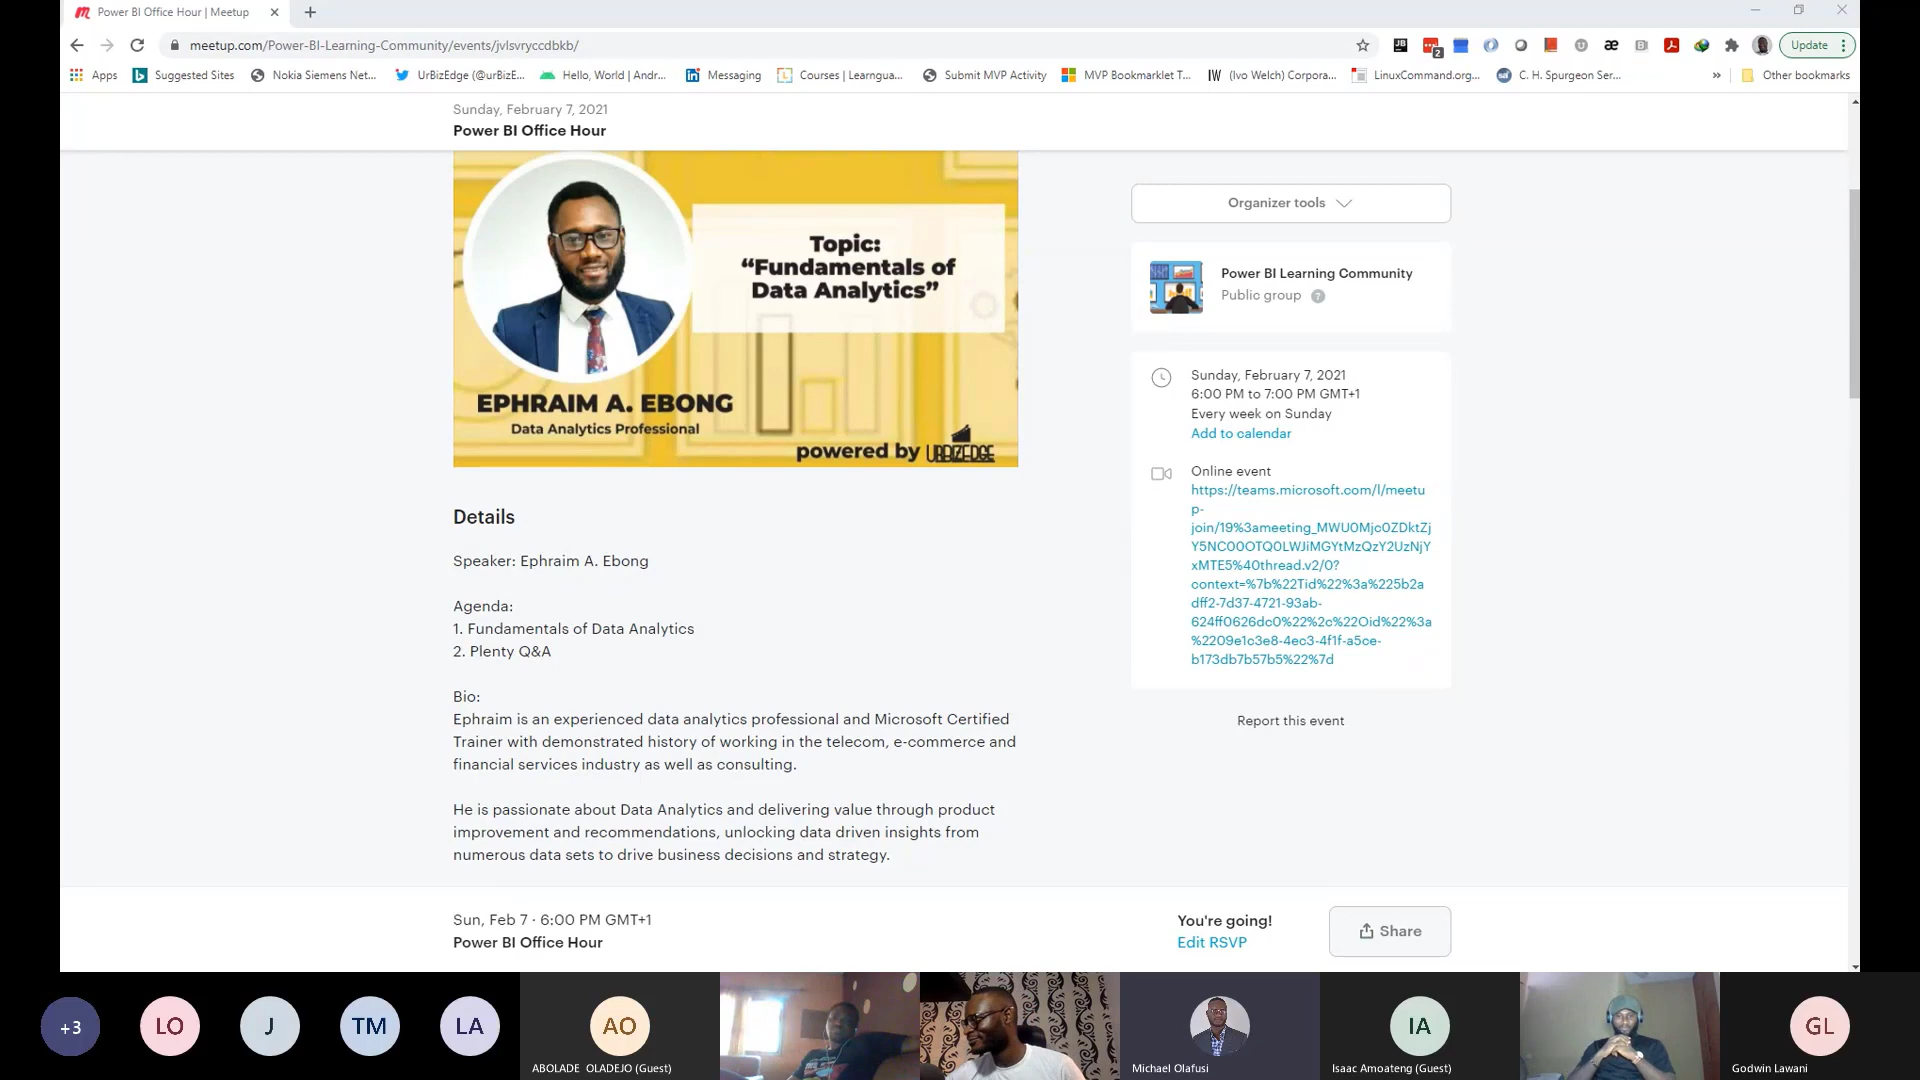 Power BI Office Hour | Meetup
meetup.com/Power-BI-Learning-Community/events/jvlsvryccdbkb/
2
Update
Apps
Suggested Sites
Nokia Siemens Net...
UrBizEdge (@urBizE...
Hello, World | Andr...
Messaging
Courses | Learngua...
Submit MVP Activity
MVP Bookmarklet T...
IW (Ivo Welch) Corpora...
LinuxCommand.org...
C. H. Spurgeon Ser...
»
Other bookmarks
Sunday, February 7, 2021
Power BI Office Hour
Topic:
“Fundamentals of
Data Analytics”
EPHRAIM A. EBONG
Data Analytics Professional
powered by URBIZEDGE
Details
Speaker: Ephraim A. Ebong
Agenda:
1. Fundamentals of Data Analytics
2. Plenty Q&A
Bio:
Ephraim is an experienced data analytics professional and Microsoft Certified
Trainer with demonstrated history of working in the telecom, e-commerce and
financial services industry as well as consulting.
He is passionate about Data Analytics and delivering value through product
improvement and recommendations, unlocking data driven insights from
numerous data sets to drive business decisions and strategy.
Organizer tools
Power BI Learning Community
Public group ?
Sunday, February 7, 2021
6:00 PM to 7:00 PM GMT+1
Every week on Sunday
Add to calendar
Online event
https://teams.microsoft.com/l/meetu
p-
join/19%3ameeting_MWU0Mjc0ZDktZj
Y5NC00OTQ0LWJiMGYtMzQzY2UzNjY
xMTE5%40thread.v2/0?
context=%7b%22Tid%22%3a%225b2a
dff2-7d37-4721-93ab-
624ff0626dc0%22%2c%22Oid%22%3a
%2209e1c3e8-4ec3-4f1f-a5ce-
b173db7b57b5%22%7d
Report this event
Sun, Feb 7 · 6:00 PM GMT+1
Power BI Office Hour
You're going!
Edit RSVP
Share
+3
LO
J
TM
LA
AO
ABOLADE OLADEJO (Guest)
Michael Olafusi
IA
Isaac Amoateng (Guest)
GL
Godwin Lawani